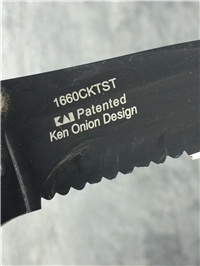 1660CKTST
KAI Patented
Ken Onion Design